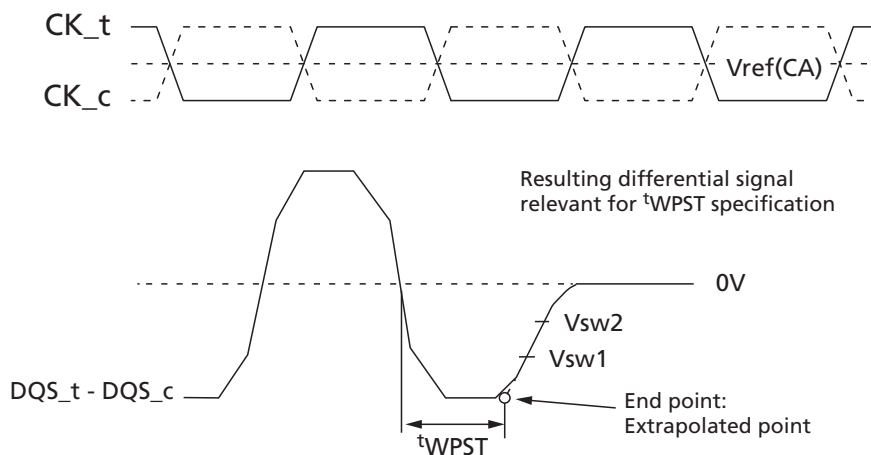 CK_t
Vref(CA)
CK_c
Resulting differential signal
relevant for tWPST specification
0V
Vsw2
Vsw1
DQS_t - DQS_c
End point:
Extrapolated point
tWPST